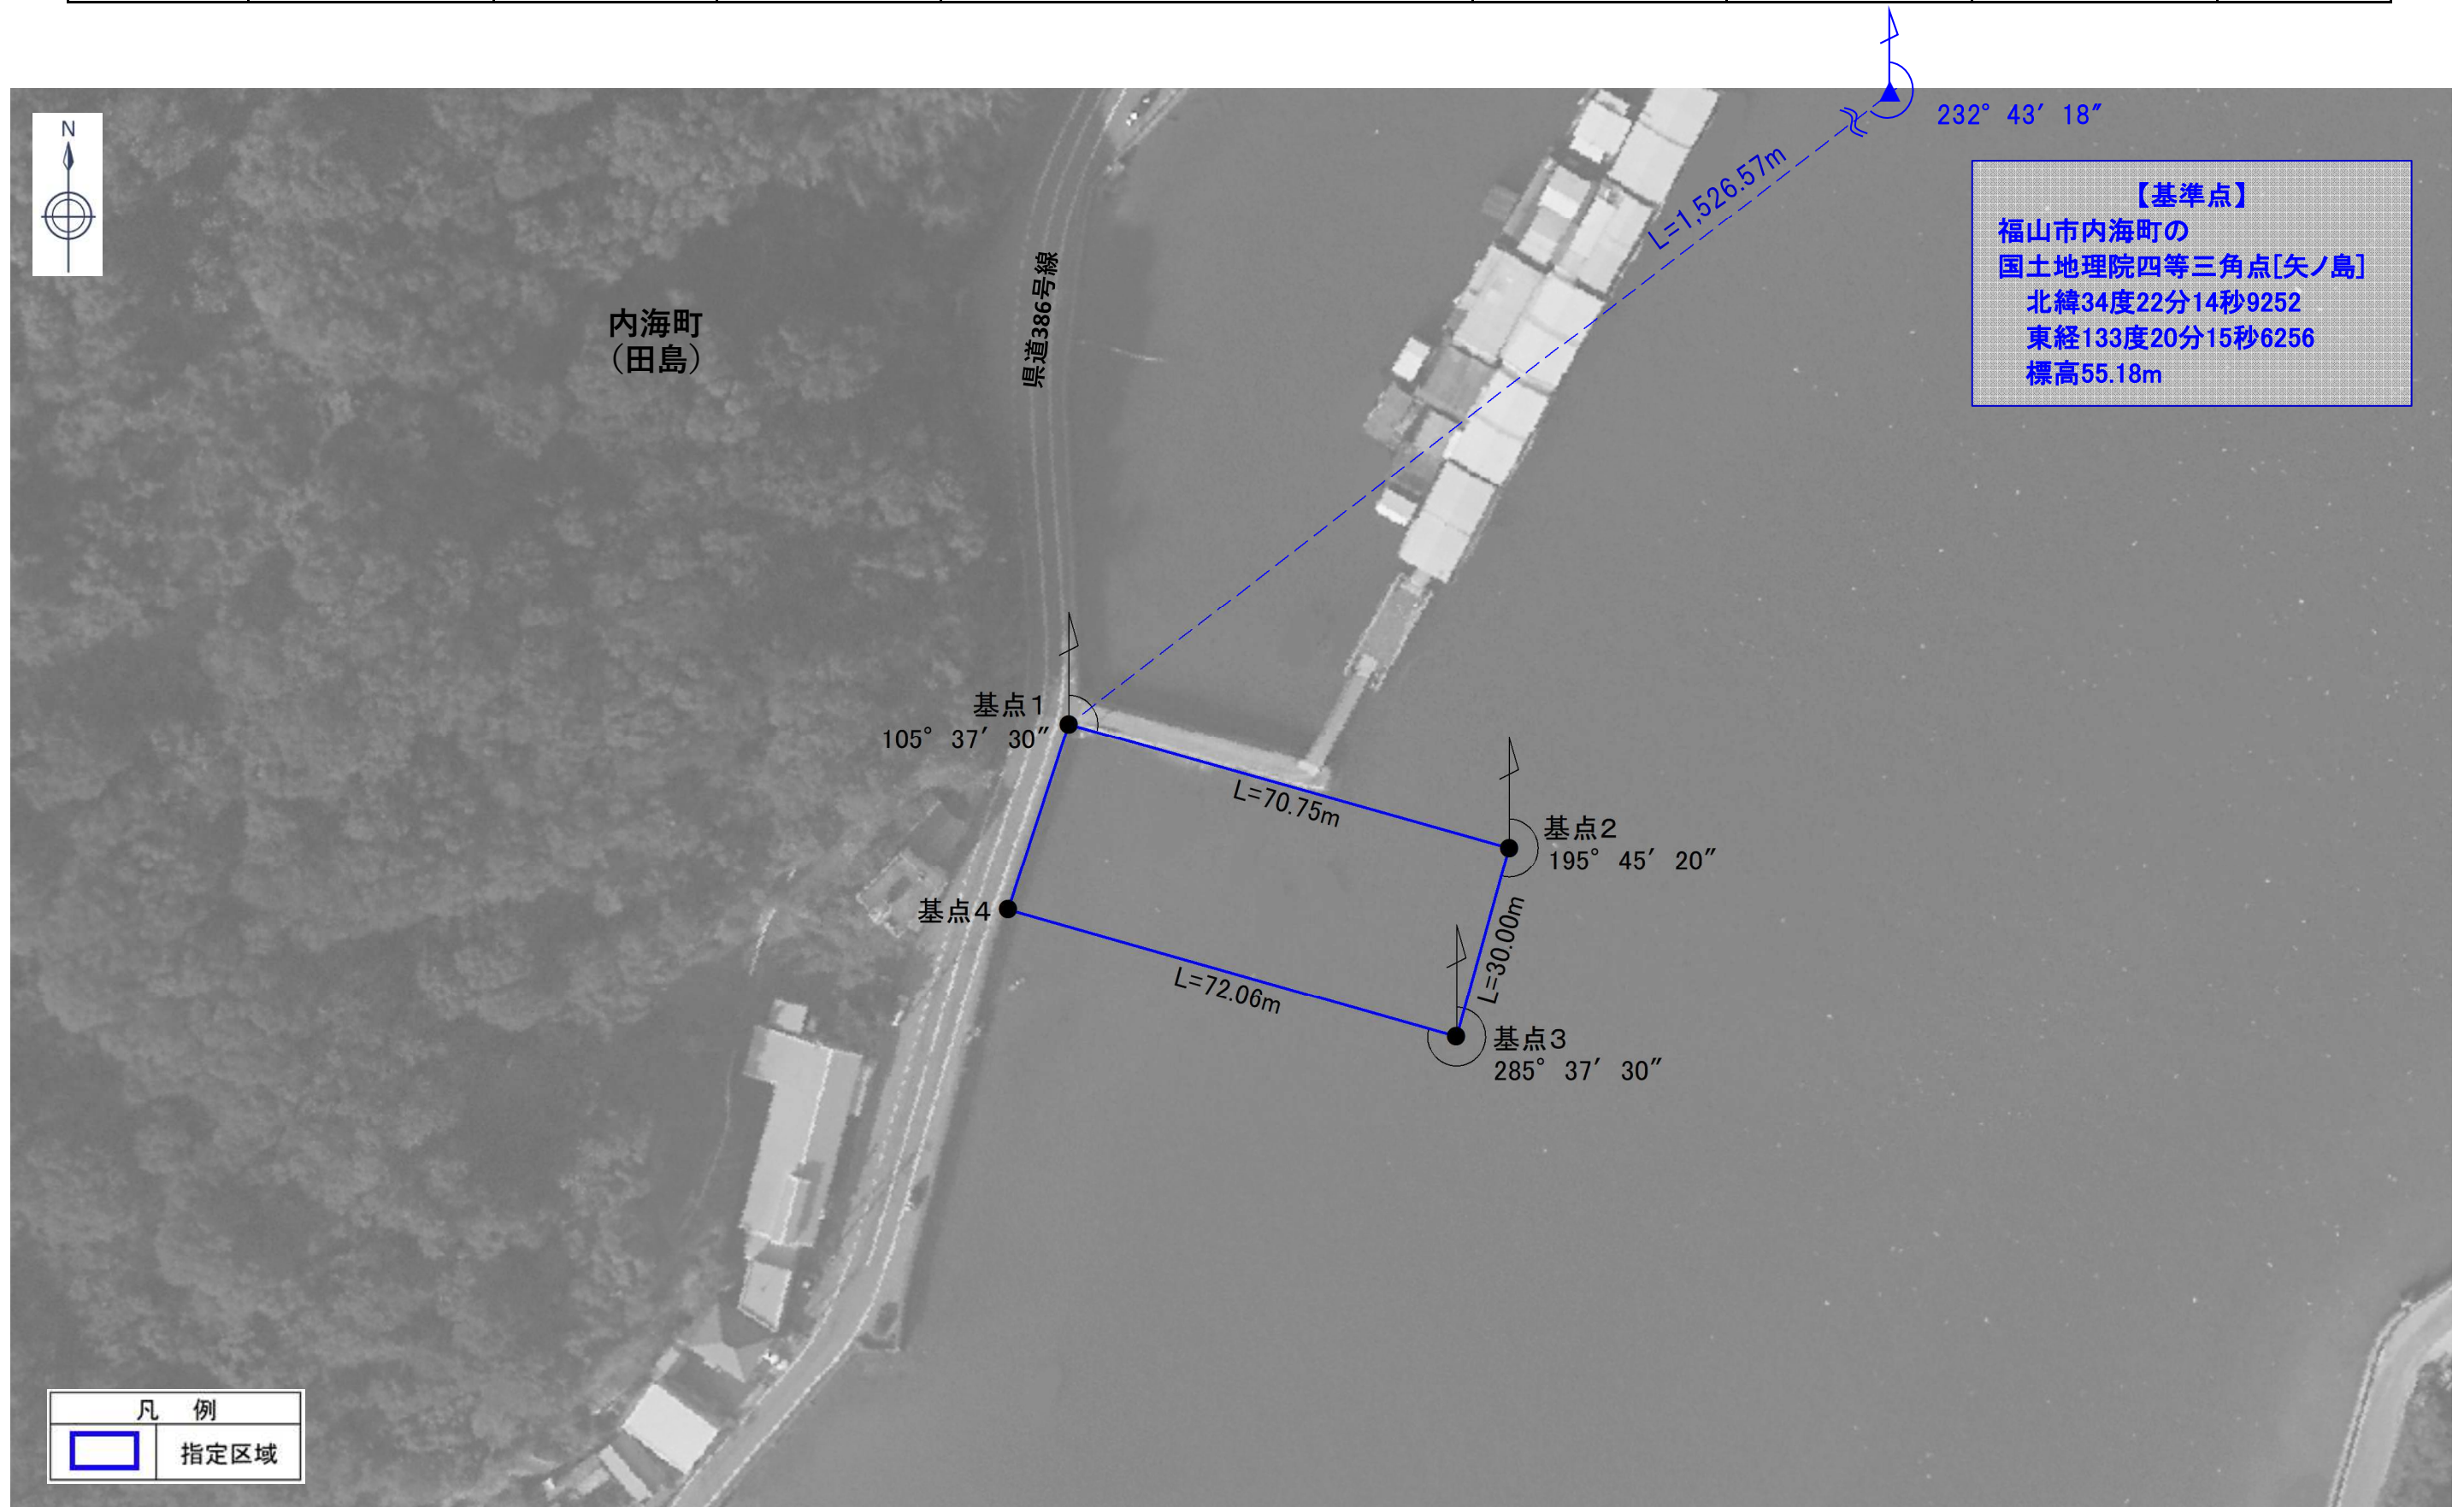 N
232°43′18″
L=1,526.57m
【基準点】
福山市内海町の
国土地理院四等三角点[矢ノ島]
北緯34度22分14秒9252
東経133度20分15秒6256
標高55.18m
内海町
（田島）
県道386号線
基点1
105°37′30″
L=70.75m
基点2
195°45′20″
L=30.00m
基点4
L=72.06m
基点3
285°37′30″
凡　例
指定区域